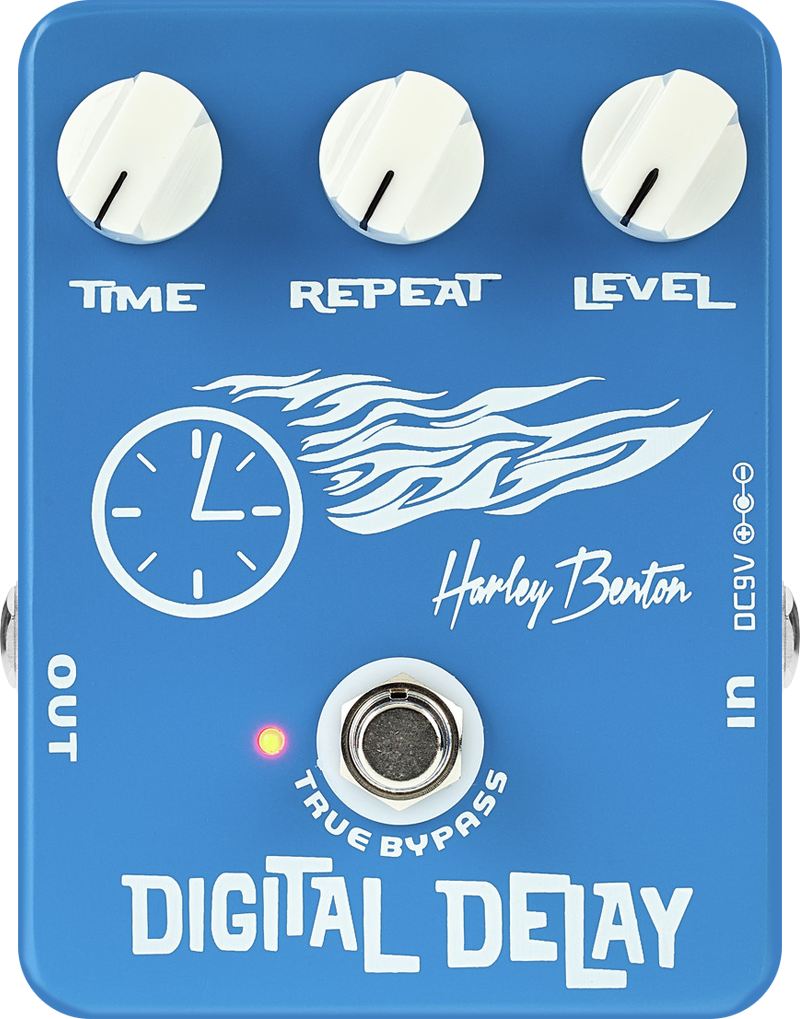 TIME
REPEAT
LEVEL
Harley Benton
DC9V
OUT
IN
TRUE BYPASS
DIGITAL DELAY